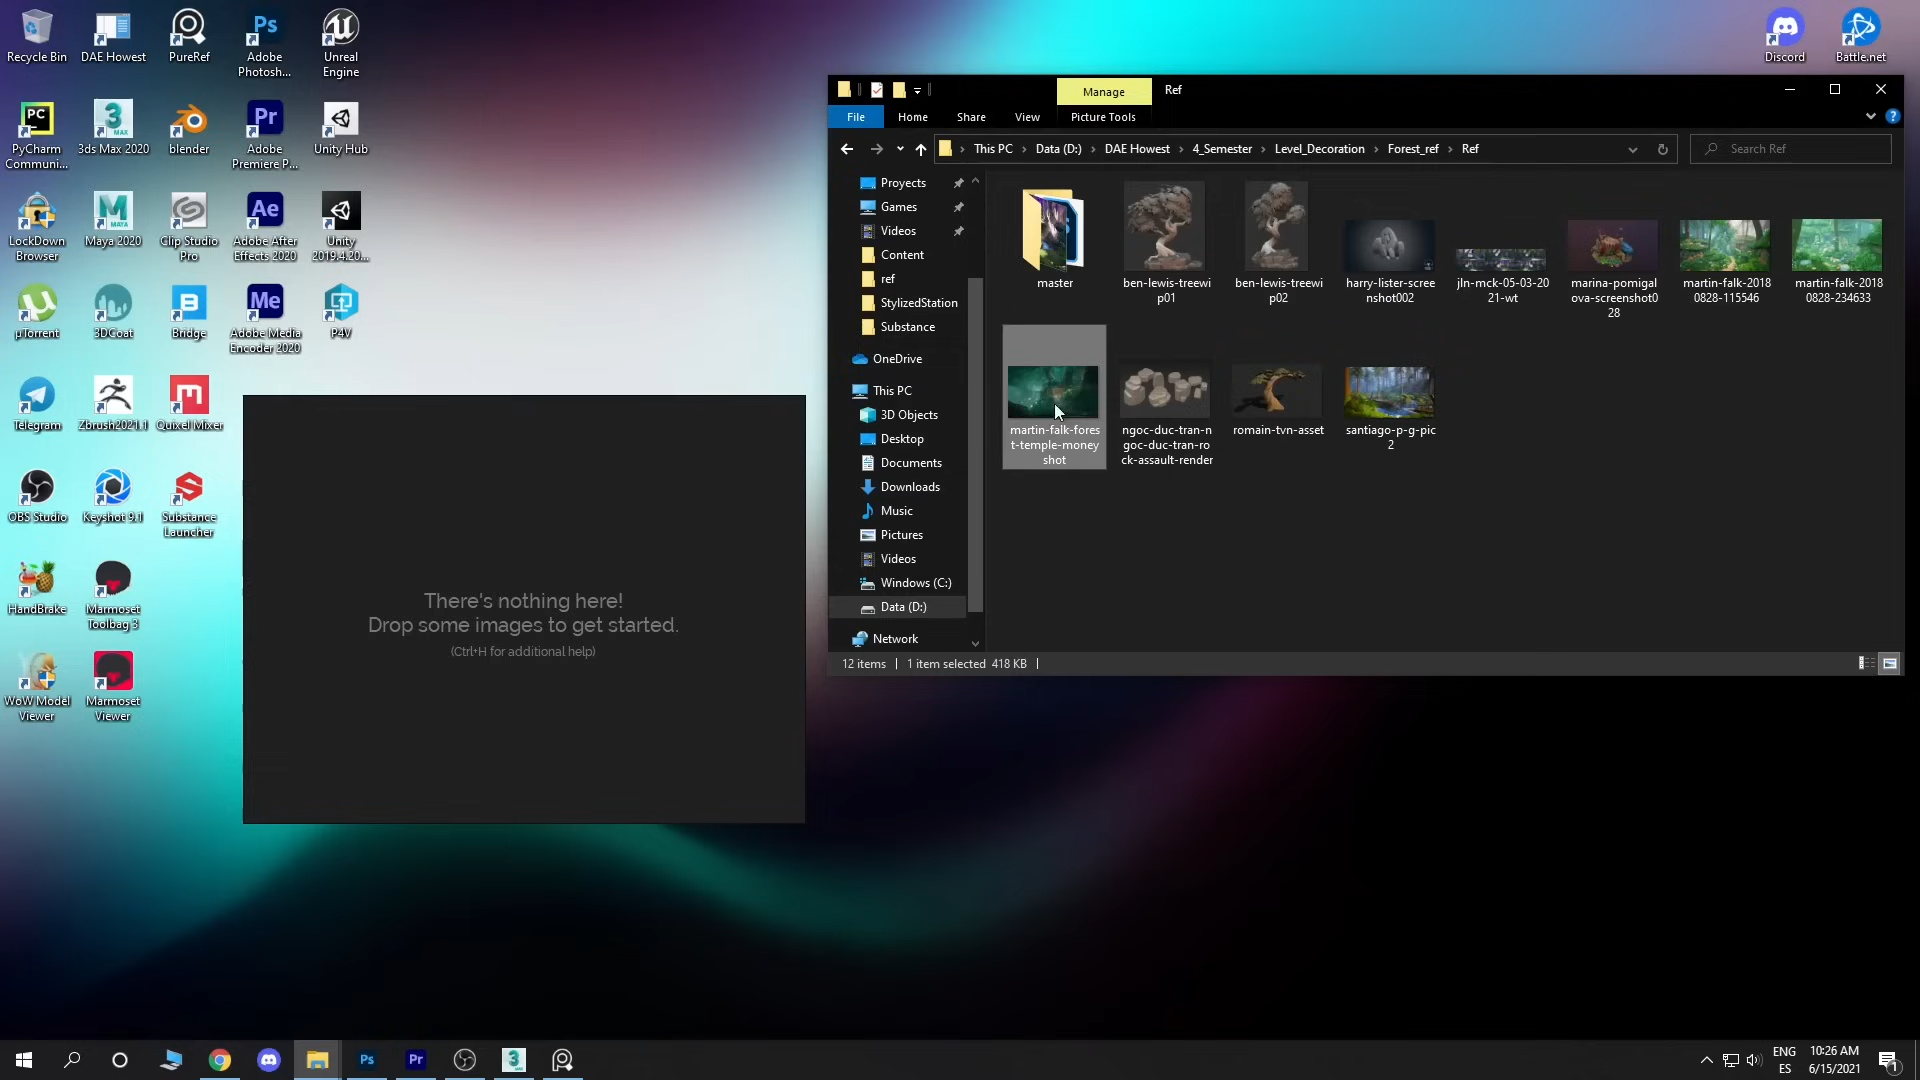 Recycle Bin
DAE Howest
PureRef
Adobe
Photosh...
Unreal
Engine
PyCharm
Communi...
3ds Max 2020
blender
Adobe
Premiere P...
Unity Hub
LockDown
Browser
Maya 2020
Clip Studio
Pro
Adobe After
Effects 2020
Unity
2019.4.20...
µTorrent
3DCoat
Bridge
Adobe Media
Encoder 2020
P4V
Telegram
Zbrush2021.1
Quixel Mixer
OBS Studio
Keyshot 9.1
Substance
Launcher
HandBrake
Marmoset
Toolbag 3
WoW Model
Viewer
Marmoset
Viewer
Discord
Battle.net
There's nothing here!
Drop some images to get started.
(Ctrl+H for additional help)
Manage
Ref
File
Home
Share
View
Picture Tools
This PC
Data (D:)
DAE Howest
4_Semester
Level_Decoration
Forest_ref
Ref
Search Ref
Proyects
Games
Videos
Content
ref
StylizedStation
Substance
OneDrive
This PC
3D Objects
Desktop
Documents
Downloads
Music
Pictures
Videos
Windows (C:)
Data (D:)
Network
master
ben-lewis-treewi
p01
ben-lewis-treewi
p02
harry-lister-scree
nshot002
jln-mck-05-03-20
21-wt
marina-pomigal
ova-screenshot0
28
martin-falk-2018
0828-115546
martin-falk-2018
0828-234633
martin-falk-fores
t-temple-money
shot
ngoc-duc-tran-n
goc-duc-tran-ro
ck-assault-render
romain-tvn-asset
santiago-p-g-pic
2
12 items
1 item selected 418 KB
Ps
Pr
ENG
ES
10:26 AM
6/15/2021
1